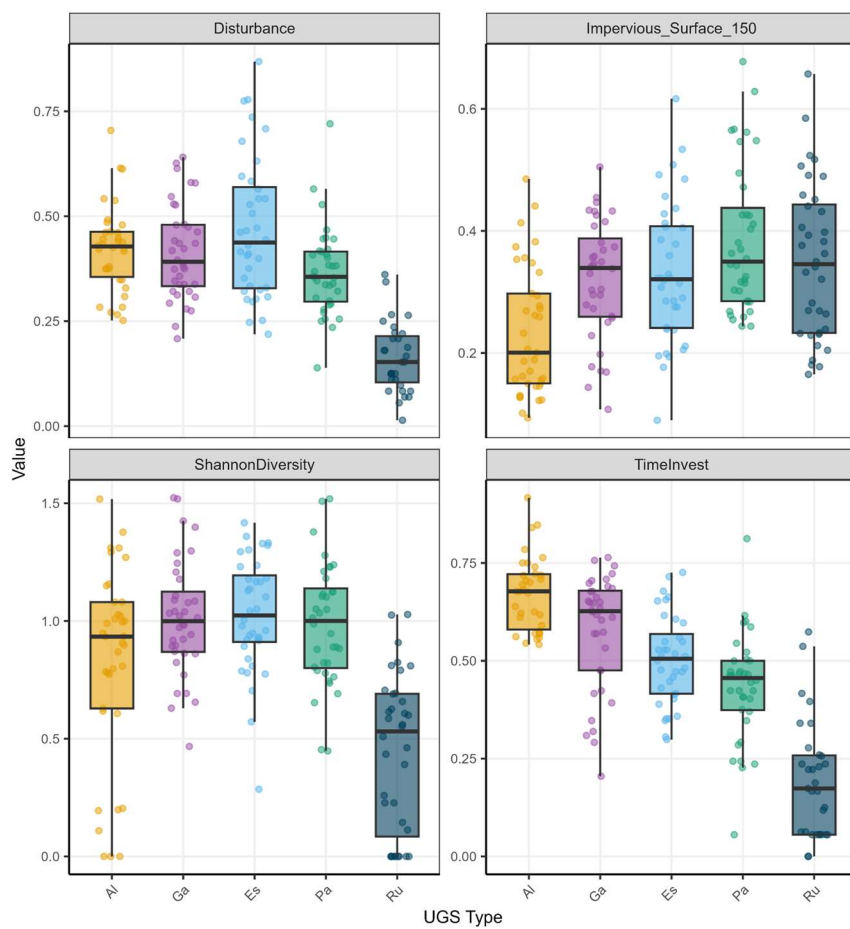 Disturbance
Impervious_Surface_150
0.75
0.50
0.25
0.00
0.6
0.4
0.2
Value
ShannonDiversity
TimeInvest
1.5
1.0
0.5
0.0
0.75
0.50
0.25
0.00
Al
Ga
Es
Pa
Ru
Al
Ga
Es
Pa
Ru
UGS Type